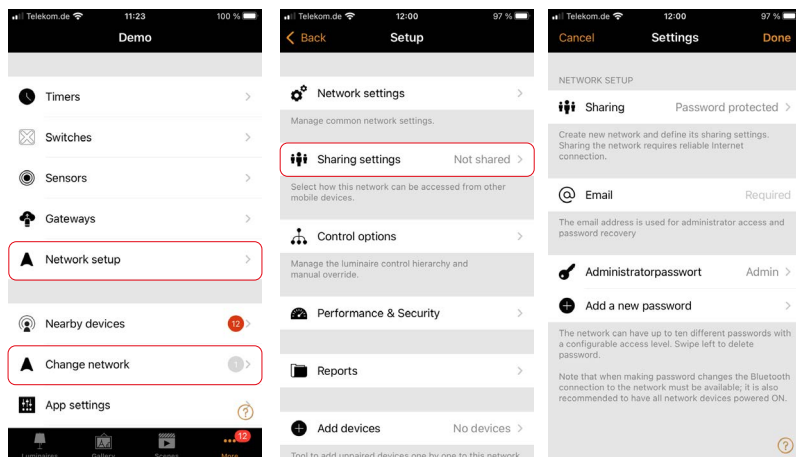 Telekom.de 11:23 100 %
Demo
Timers
Switches
Sensors
Gateways
Network setup
Nearby devices 12
Change network 1
App settings
?
Luminaires Gallery Scenes More 12
Telekom.de 12:00 97 %
Back Setup
Network settings
Manage common network settings.
Sharing settings Not shared
Select how this network can be accessed from other
mobile devices.
Control options
Manage the luminaire control hierarchy and
manual override.
Performance & Security
Reports
Add devices No devices
Tool to add unpaired devices one by one to this network
Telekom.de 12:00 97 %
Cancel Settings Done
NETWORK SETUP
Sharing Password protected
Create new network and define its sharing settings.
Sharing the network requires reliable Internet
connection.
Email Required
The email address is used for administrator access and
password recovery
Administratorpasswort Admin
Add a new password
The network can have up to ten different passwords with
a configurable access level. Swipe left to delete
password.
Note that when making password changes the Bluetooth
connection to the network must be available; it is also
recommended to have all network devices powered ON.
?